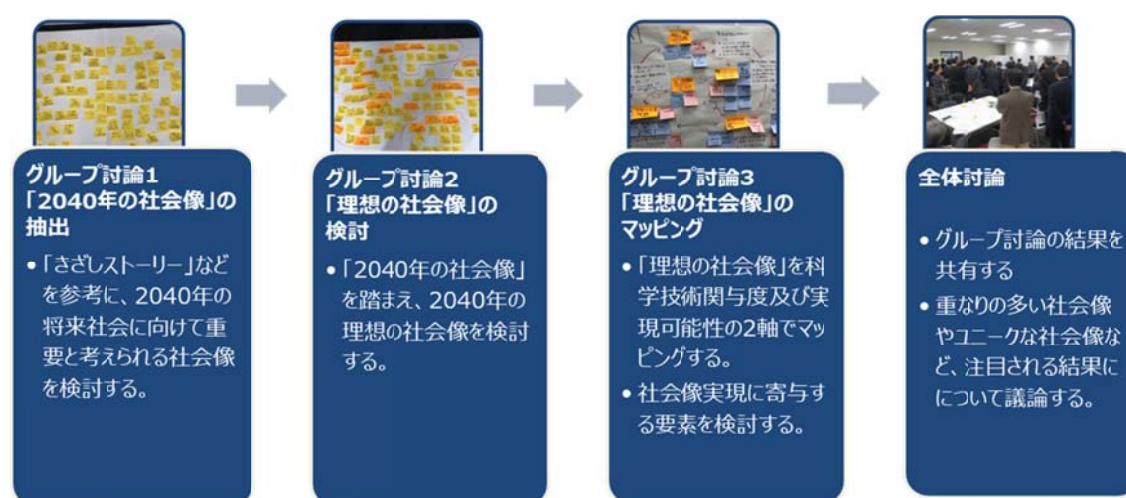 グループ討論1
「2040年の社会像」の
抽出
• 「さざしストーリー」など
を参考に、2040年の
将来社会に向けて重
要と考えられる社会像
を検討する。
グループ討論2
「理想の社会像」の
検討
• 「2040年の社会像」
を踏まえ、2040年の
理想の社会像を検討
する。
グループ討論3
「理想の社会像」の
マッピング
• 「理想の社会像」を科
学技術関与度及び実
現可能性の2軸でマッ
ピングする。
• 社会像実現に寄与す
る要素を検討する。
全体討論
• グループ討論の結果を
共有する
• 重なりの多い社会像
やユニークな社会像な
ど、注目される結果に
について議論する。